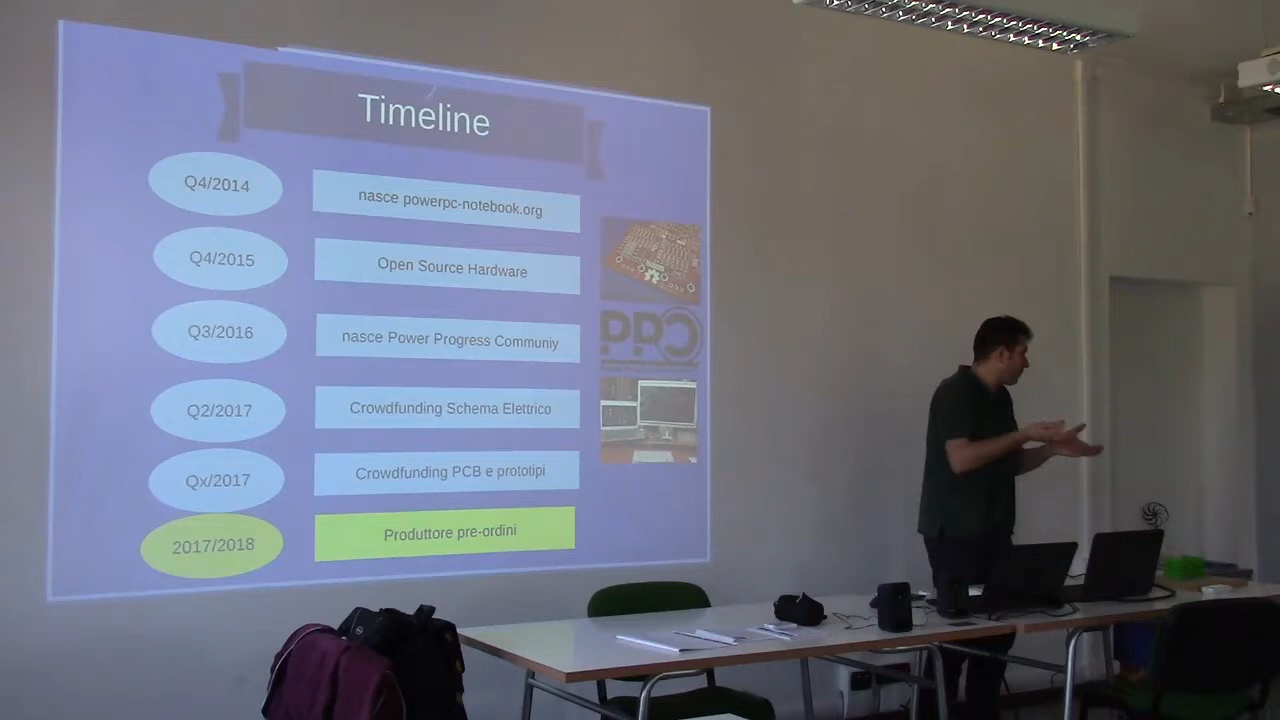 Timeline
Q4/2014
nasce powerpc-notebook.org
Q4/2015
Open Source Hardware
Q3/2016
nasce Power Progress Communiy
Q2/2017
Crowdfunding Schema Elettrico
Qx/2017
Crowdfunding PCB e prototipi
2017/2018
Produttore pre-ordini
PPC